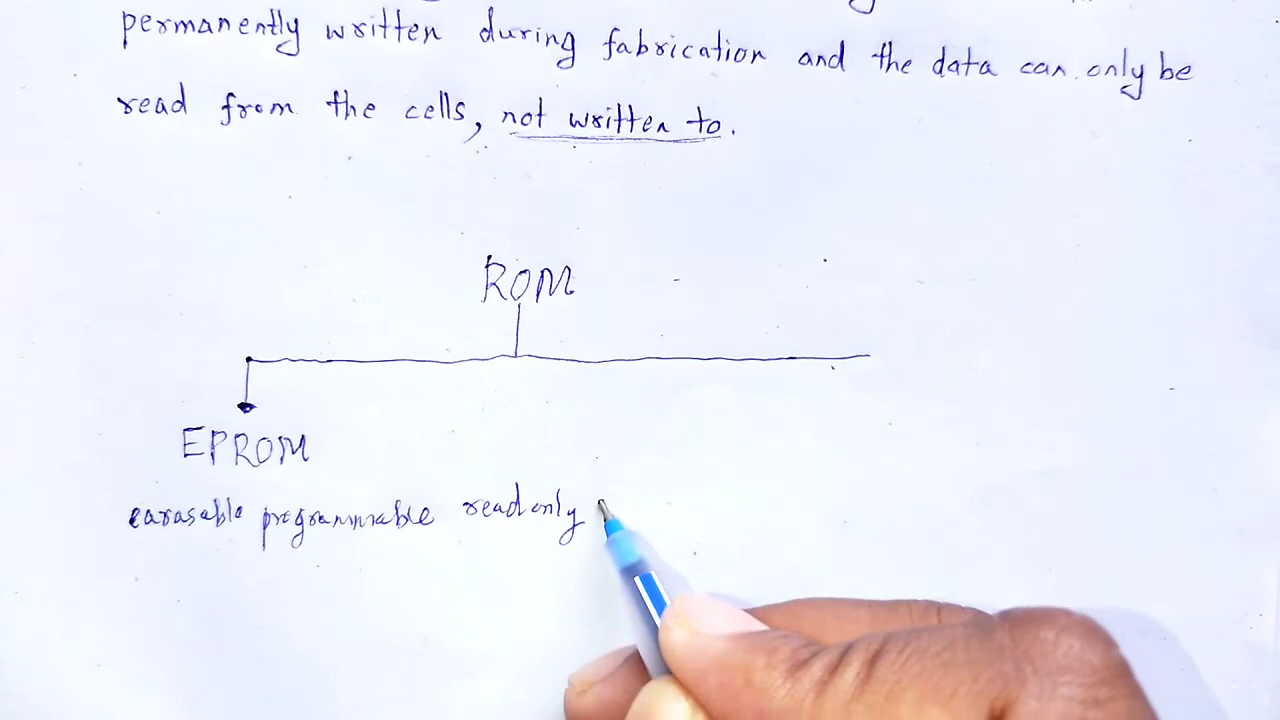 permanently written during fabrication and the data can only be
read from the cells, not written to.
ROM
EPROM
earasable programmable read only